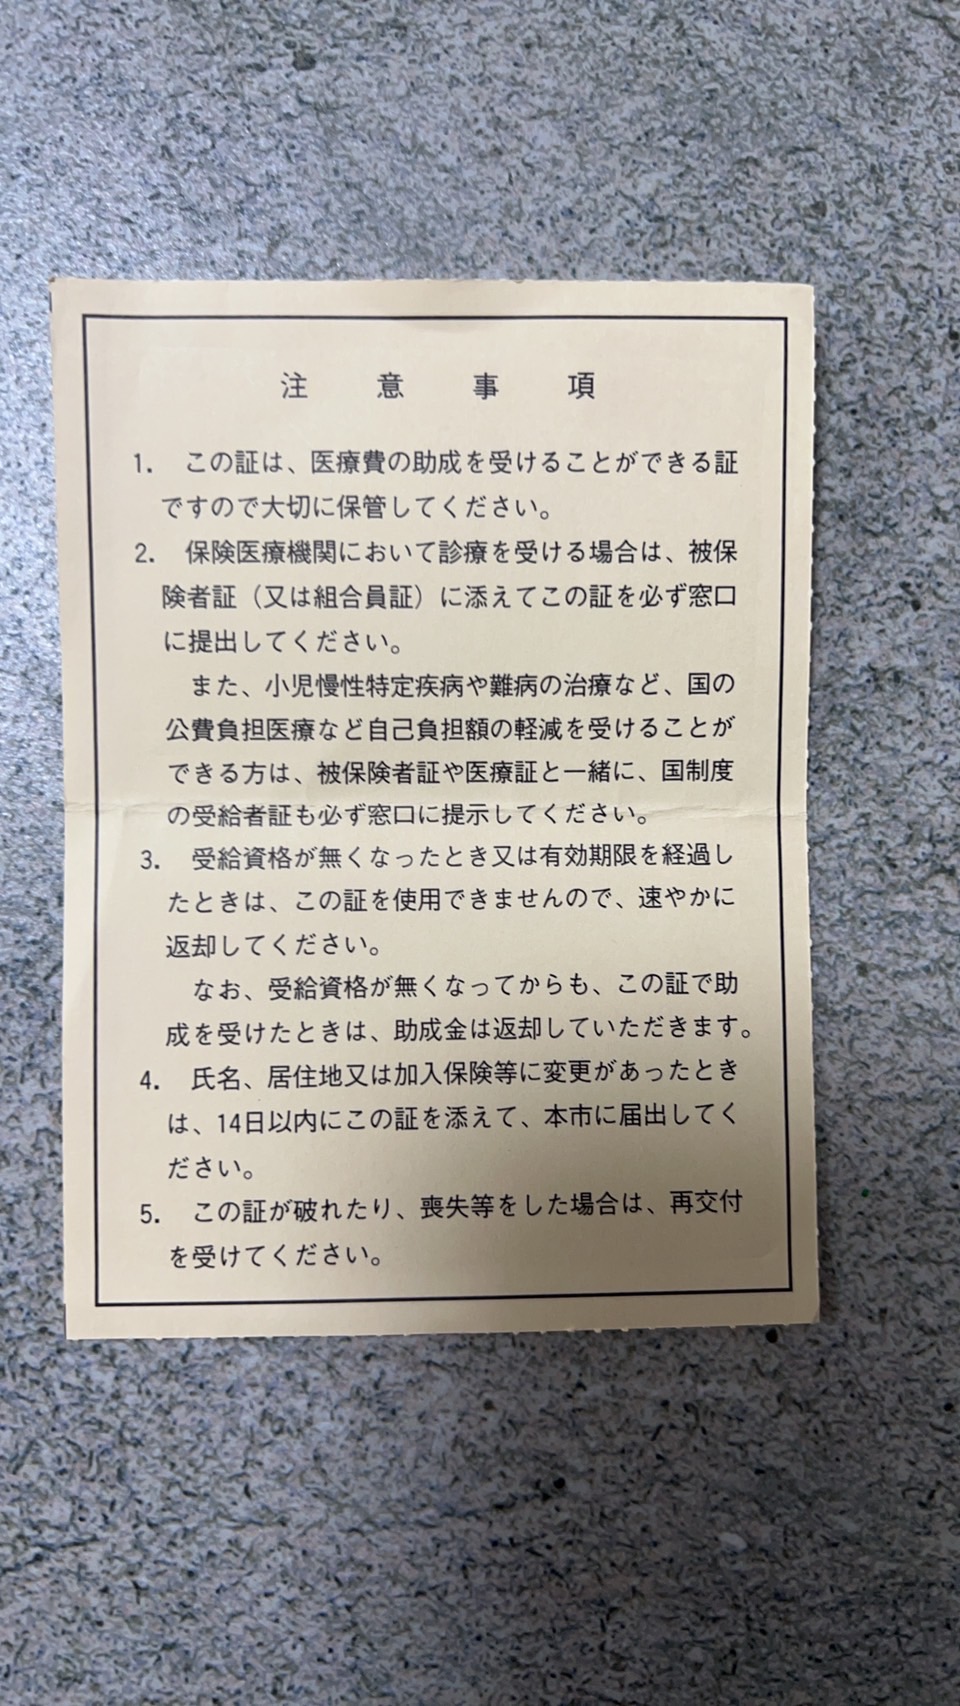 注意事項
1. この証は、医療費の助成を受けることができる証
ですので大切に保管してください。
2. 保険医療機関において診療を受ける場合は、被保
険者証（又は組合員証）に添えてこの証を必ず窓口
に提出してください。
また、小児慢性特定疾病や難病の治療など、国の
公費負担医療など自己負担額の軽減を受けることが
できる方は、被保険者証や医療証と一緒に、国制度
の受給者証も必ず窓口に提示してください。
3. 受給資格が無くなったとき又は有効期限を経過し
たときは、この証を使用できませんので、速やかに
返却してください。
なお、受給資格が無くなってからも、この証で助
成を受けたときは、助成金は返却していただきます。
4. 氏名、居住地又は加入保険等に変更があったとき
は、14日以内にこの証を添えて、本市に届出してく
ださい。
5. この証が破れたり、喪失等をした場合は、再交付
を受けてください。